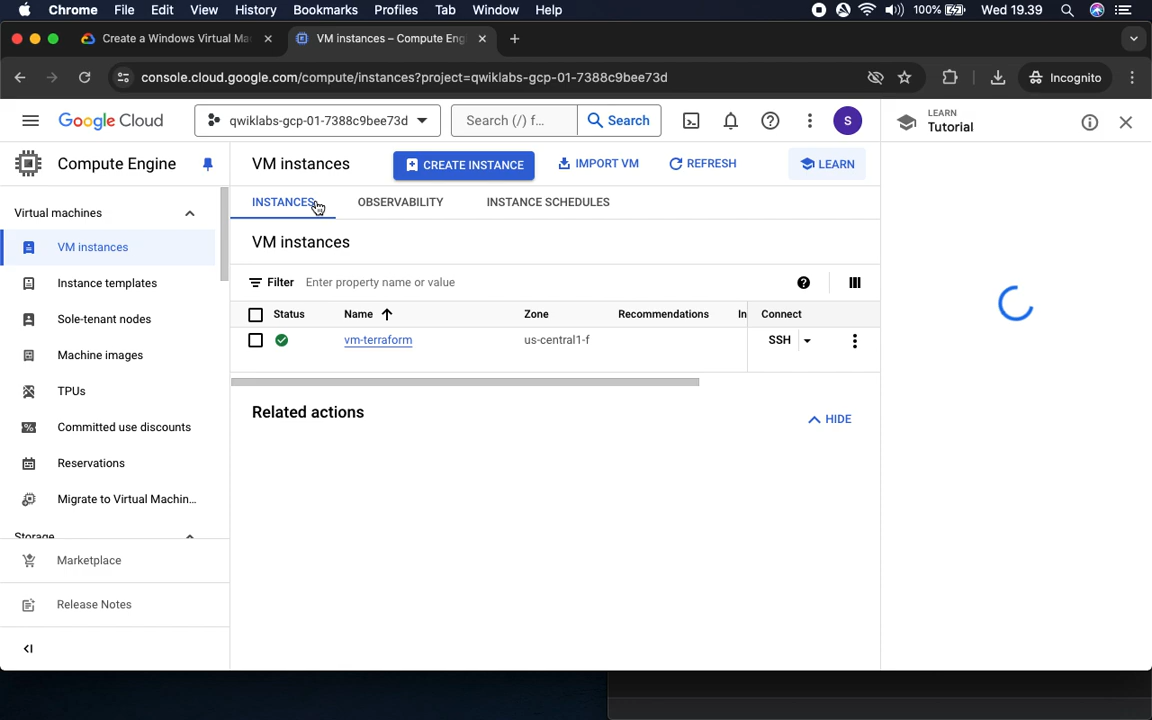 Chrome File Edit View History Bookmarks Profiles Tab Window Help 100% Wed 19.39
Create a Windows Virtual Ma
VM instances – Compute Eng
console.cloud.google.com/compute/instances?project=qwiklabs-gcp-01-7388c9bee73d
Incognito
Google Cloud
qwiklabs-gcp-01-7388c9bee73d
Search (/) f...
Search
S
LEARN
Tutorial
Compute Engine
VM instances
CREATE INSTANCE
IMPORT VM
REFRESH
LEARN
Virtual machines
VM instances
Instance templates
Sole-tenant nodes
Machine images
TPUs
Committed use discounts
Reservations
Migrate to Virtual Machin...
Storage
Marketplace
Release Notes
INSTANCES OBSERVABILITY INSTANCE SCHEDULES
VM instances
Filter Enter property name or value
Status Name Zone Recommendations In Connect
vm-terraform us-central1-f SSH
Related actions
HIDE